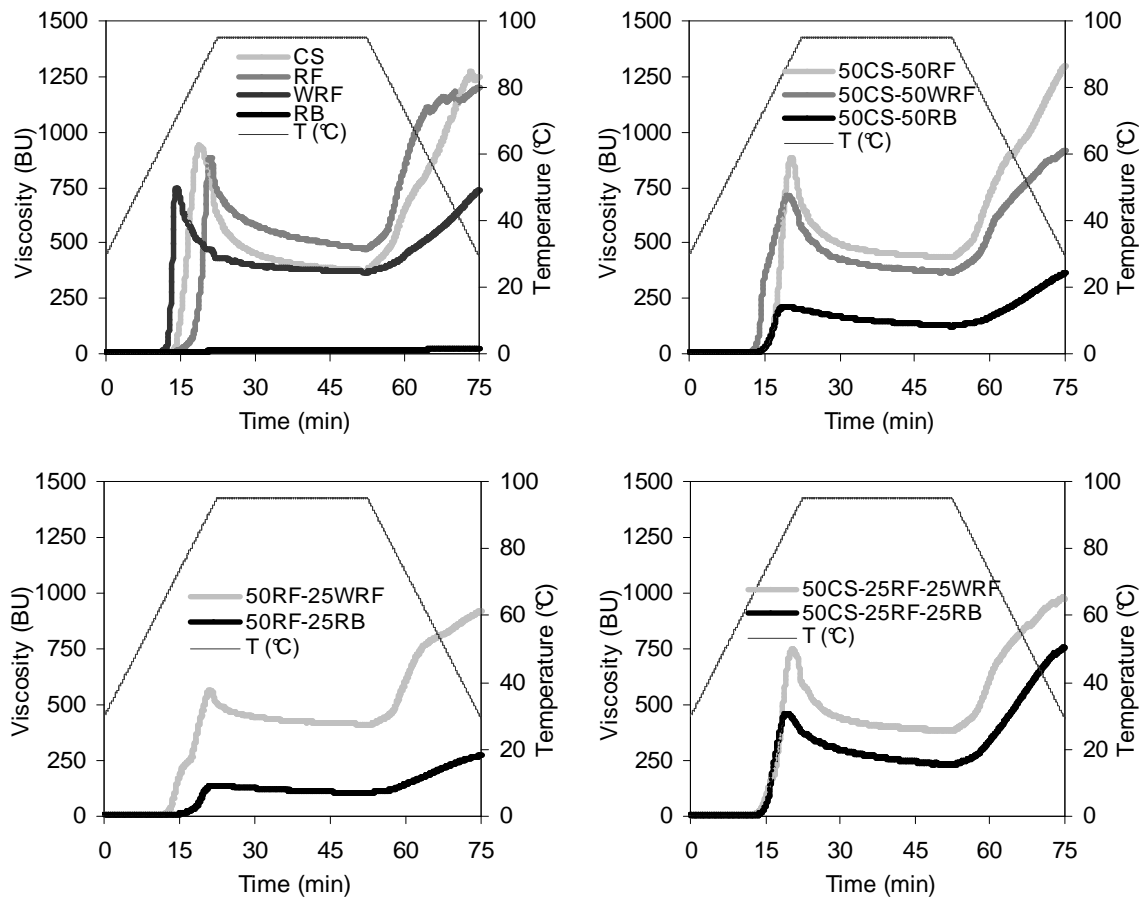 1500
1250
1000
750
500
250
0
Viscosity (BU)
CS
RF
WRF
RB
T (°C)
100
80
60
40
20
0
Temperature (°C)
0 15 30 45 60 75
Time (min)
1500
1250
1000
750
500
250
0
Viscosity (BU)
50CS-50RF
50CS-50WRF
50CS-50RB
T (°C)
100
80
60
40
20
0
Temperature (°C)
0 15 30 45 60 75
Time (min)
1500
1250
1000
750
500
250
0
Viscosity (BU)
50RF-25WRF
50RF-25RB
T (°C)
100
80
60
40
20
0
Temperature (°C)
0 15 30 45 60 75
Time (min)
1500
1250
1000
750
500
250
0
Viscosity (BU)
50CS-25RF-25WRF
50CS-25RF-25RB
T (°C)
100
80
60
40
20
0
Temperature (°C)
0 15 30 45 60 75
Time (min)